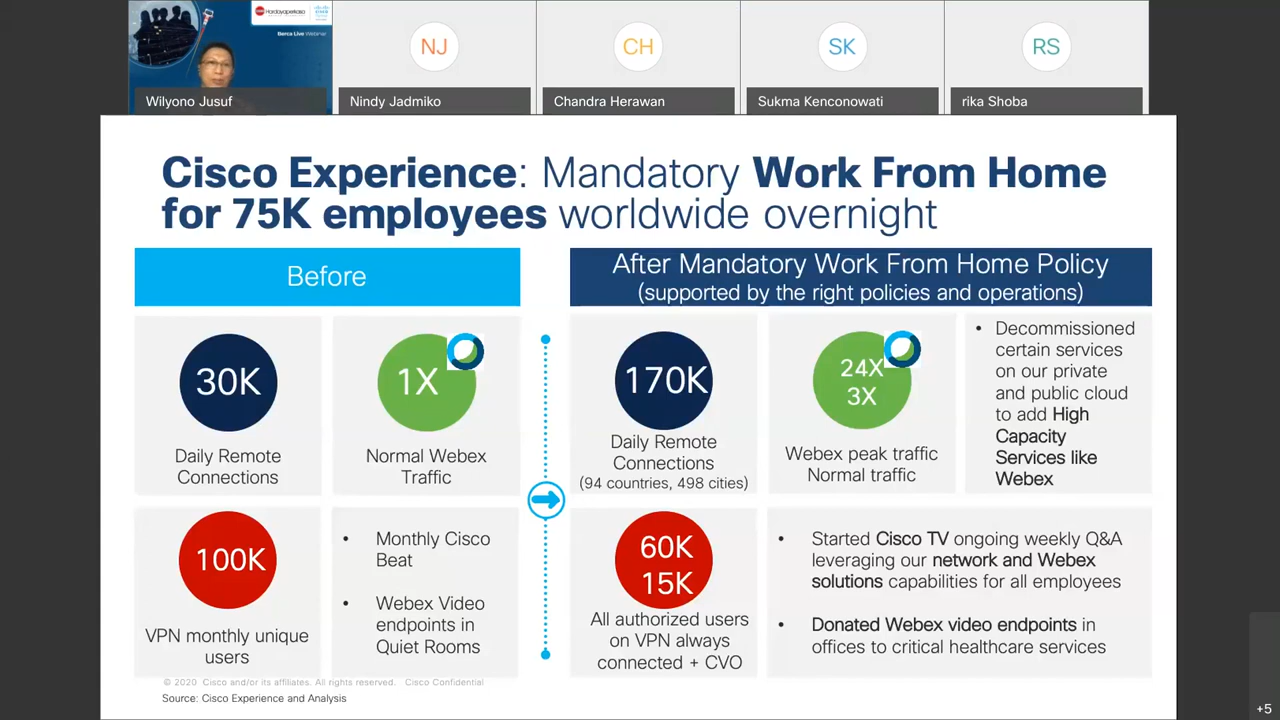 Hardayaperkasa
Berca Live Webinar
Wilyono Jusuf
NJ
Nindy Jadmiko
CH
Chandra Herawan
SK
Sukma Kenconowati
RS
rika Shoba
Cisco Experience: Mandatory Work From Home
for 75K employees worldwide overnight
Before
30K
Daily Remote
Connections
1X
Normal Webex
Traffic
100K
VPN monthly unique
users
• Monthly Cisco
Beat
• Webex Video
endpoints in
Quiet Rooms
After Mandatory Work From Home Policy
(supported by the right policies and operations)
170K
Daily Remote
Connections
(94 countries, 498 cities)
24X
3X
Webex peak traffic
Normal traffic
• Decommissioned
certain services
on our private
and public cloud
to add High
Capacity
Services like
Webex
60K
15K
All authorized users
on VPN always
connected + CVO
• Started Cisco TV ongoing weekly Q&A
leveraging our network and Webex
solutions capabilities for all employees
• Donated Webex video endpoints in
offices to critical healthcare services
© 2020 Cisco and/or its affiliates. All rights reserved. Cisco Confidential
Source: Cisco Experience and Analysis
+5